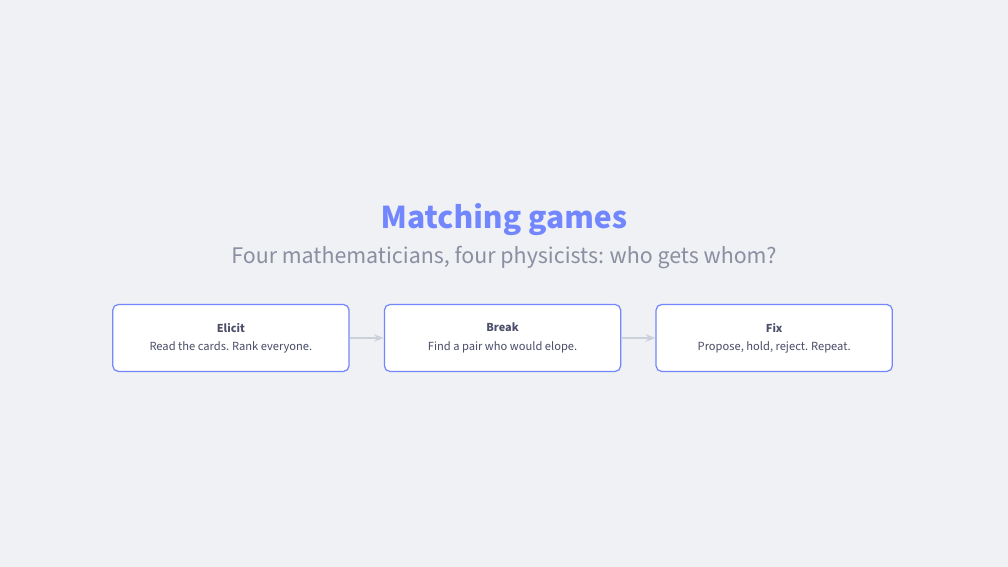 Matching games
Four mathematicians, four physicists: who gets whom?
Elicit
Read the cards. Rank everyone.
Break
Find a pair who would elope.
Fix
Propose, hold, reject. Repeat.